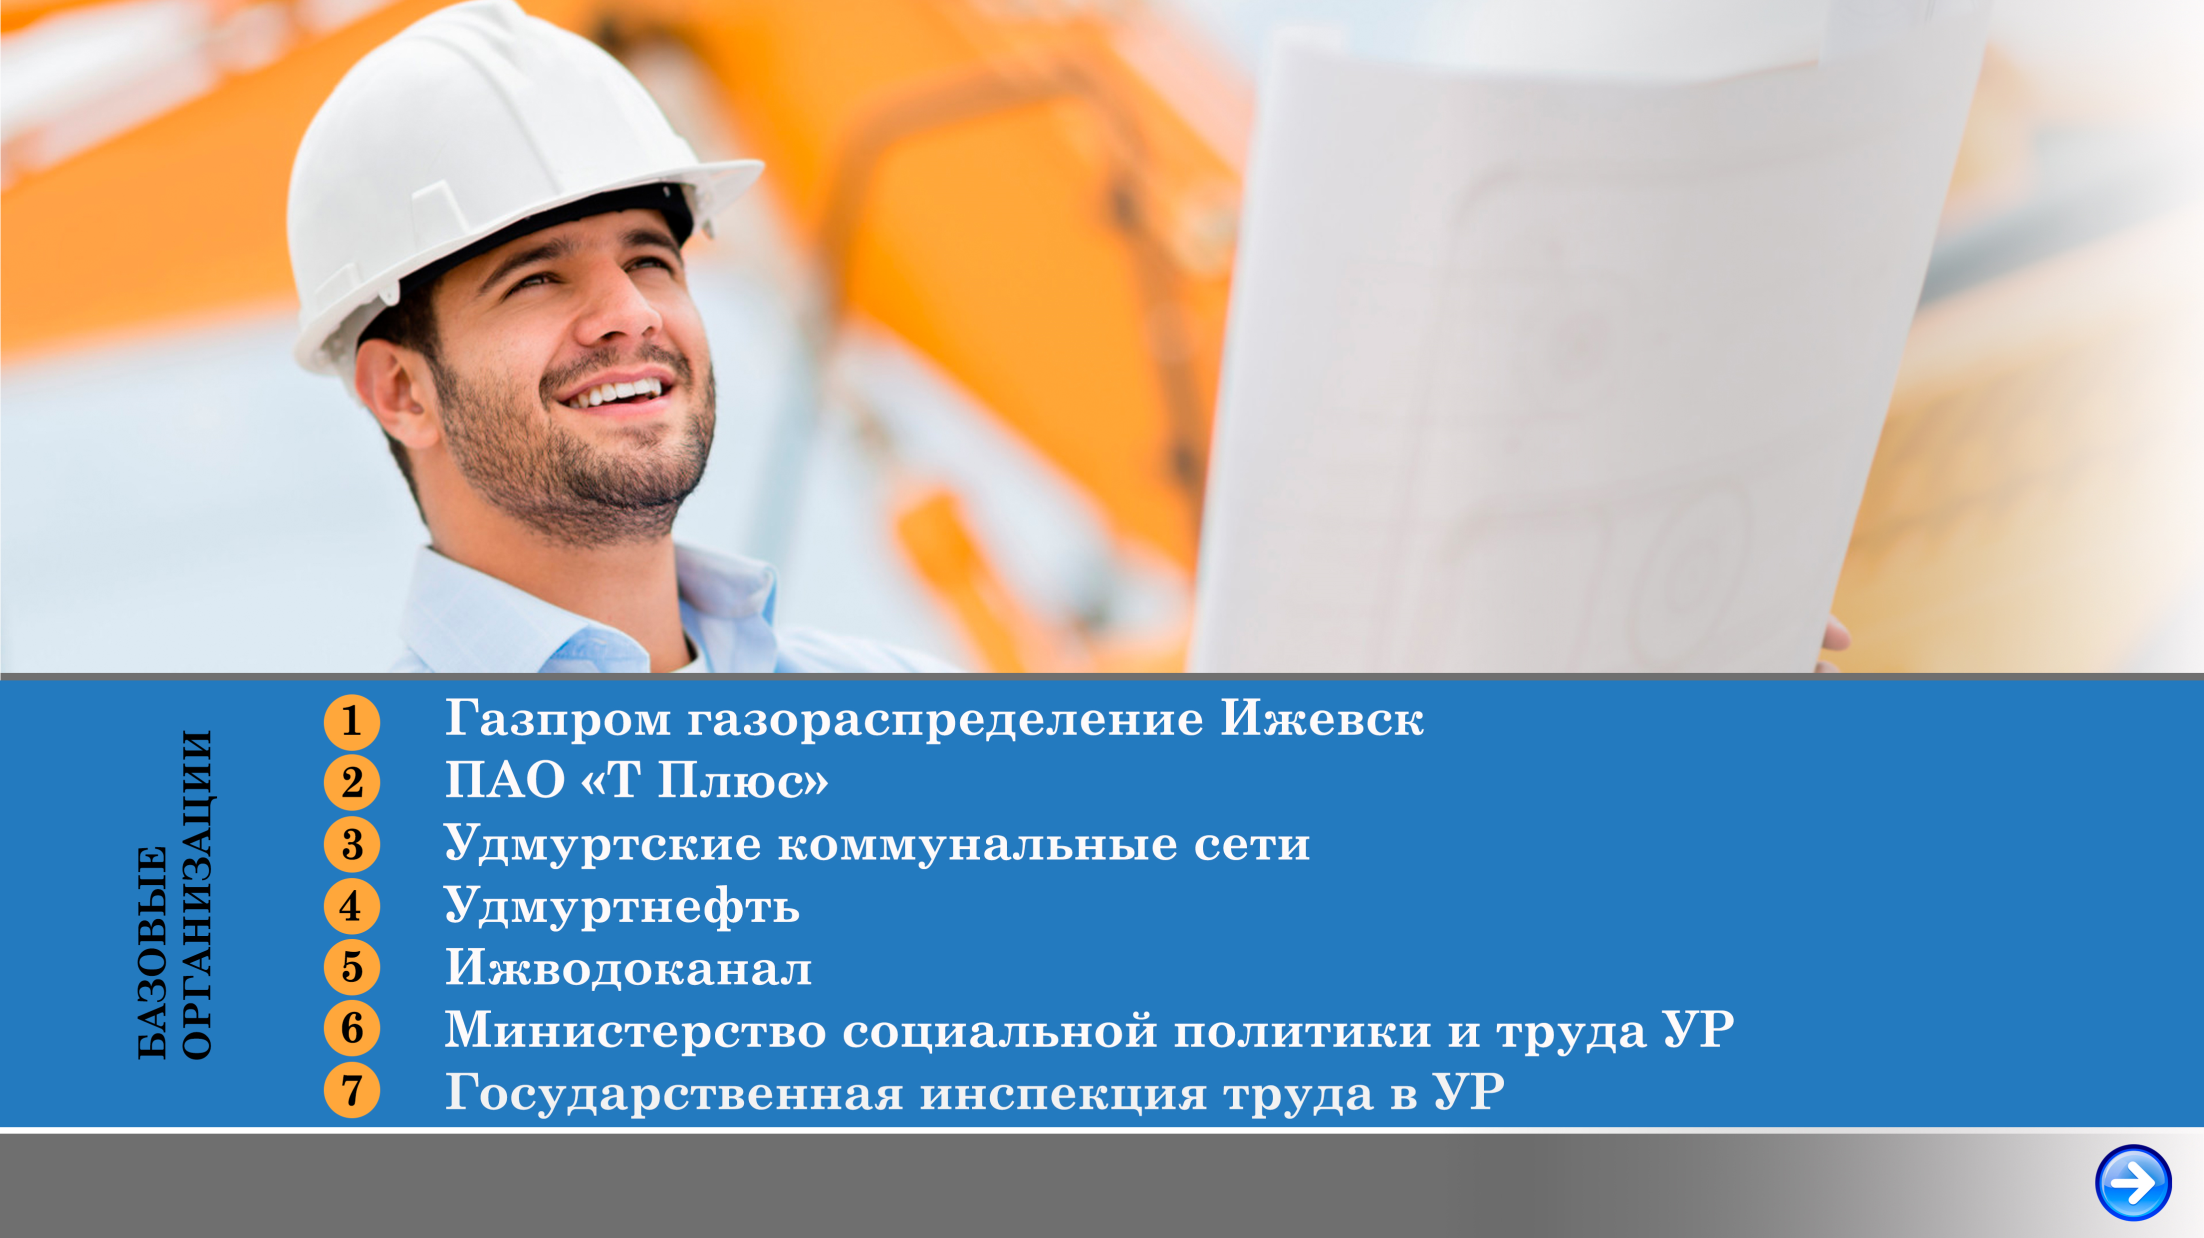 БАЗОВЫЕ
ОРГАНИЗАЦИИ
1 Газпром газораспределение Ижевск
2 ПАО «Т Плюс»
3 Удмуртские коммунальные сети
4 Удмуртнефть
5 Ижводоканал
6 Министерство социальной политики и труда УР
7 Государственная инспекция труда в УР